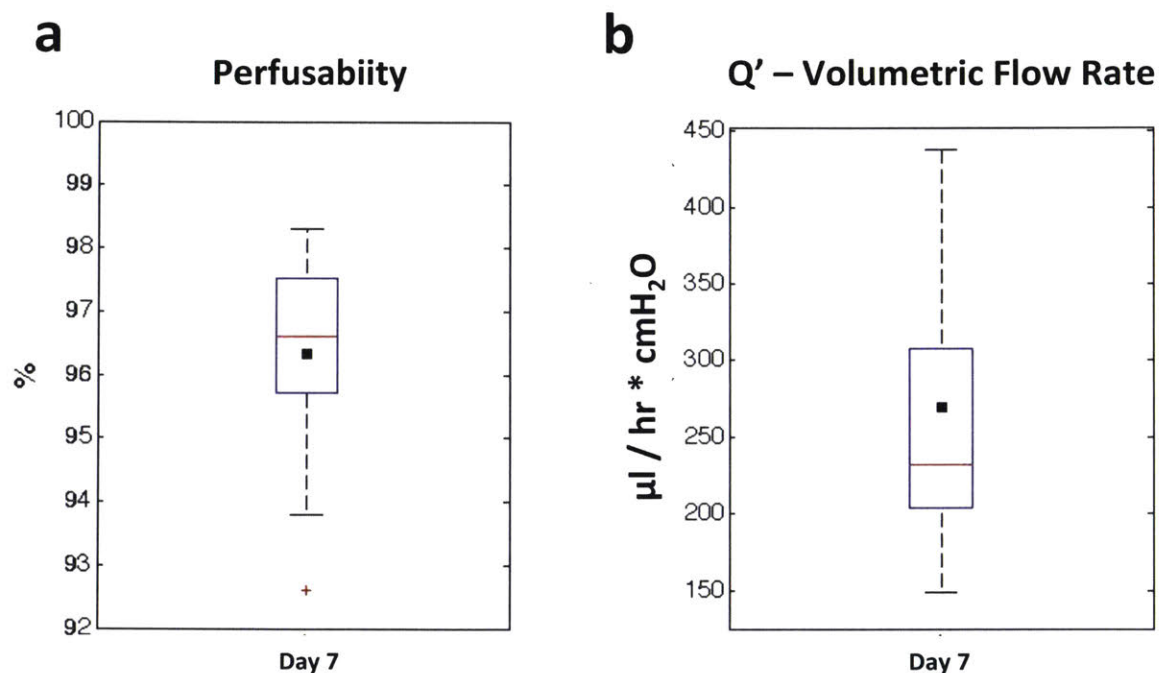 a
Perfusabiity
100
99
98
97
96
95
94
93
92
%
Day 7
b
Q’ – Volumetric Flow Rate
450
400
350
300
250
200
150
µl / hr * cmH₂O
Day 7